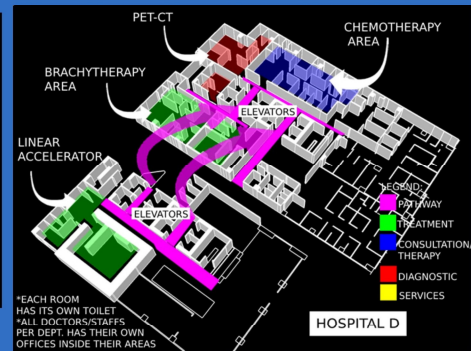 PET-CT
CHEMOTHERAPY
AREA
BRACHYTHERAPY
AREA
ELEVATORS
LINEAR
ACCELERATOR
ELEVATORS
LEGEND:
PATHWAY
TREATMENT
CONSULTATION/
THERAPY
DIAGNOSTIC
SERVICES
*EACH ROOM
HAS ITS OWN TOILET
*ALL DOCTORS/STAFFS
PER DEPT. HAS THEIR OWN
OFFICES INSIDE THEIR AREAS
HOSPITAL D